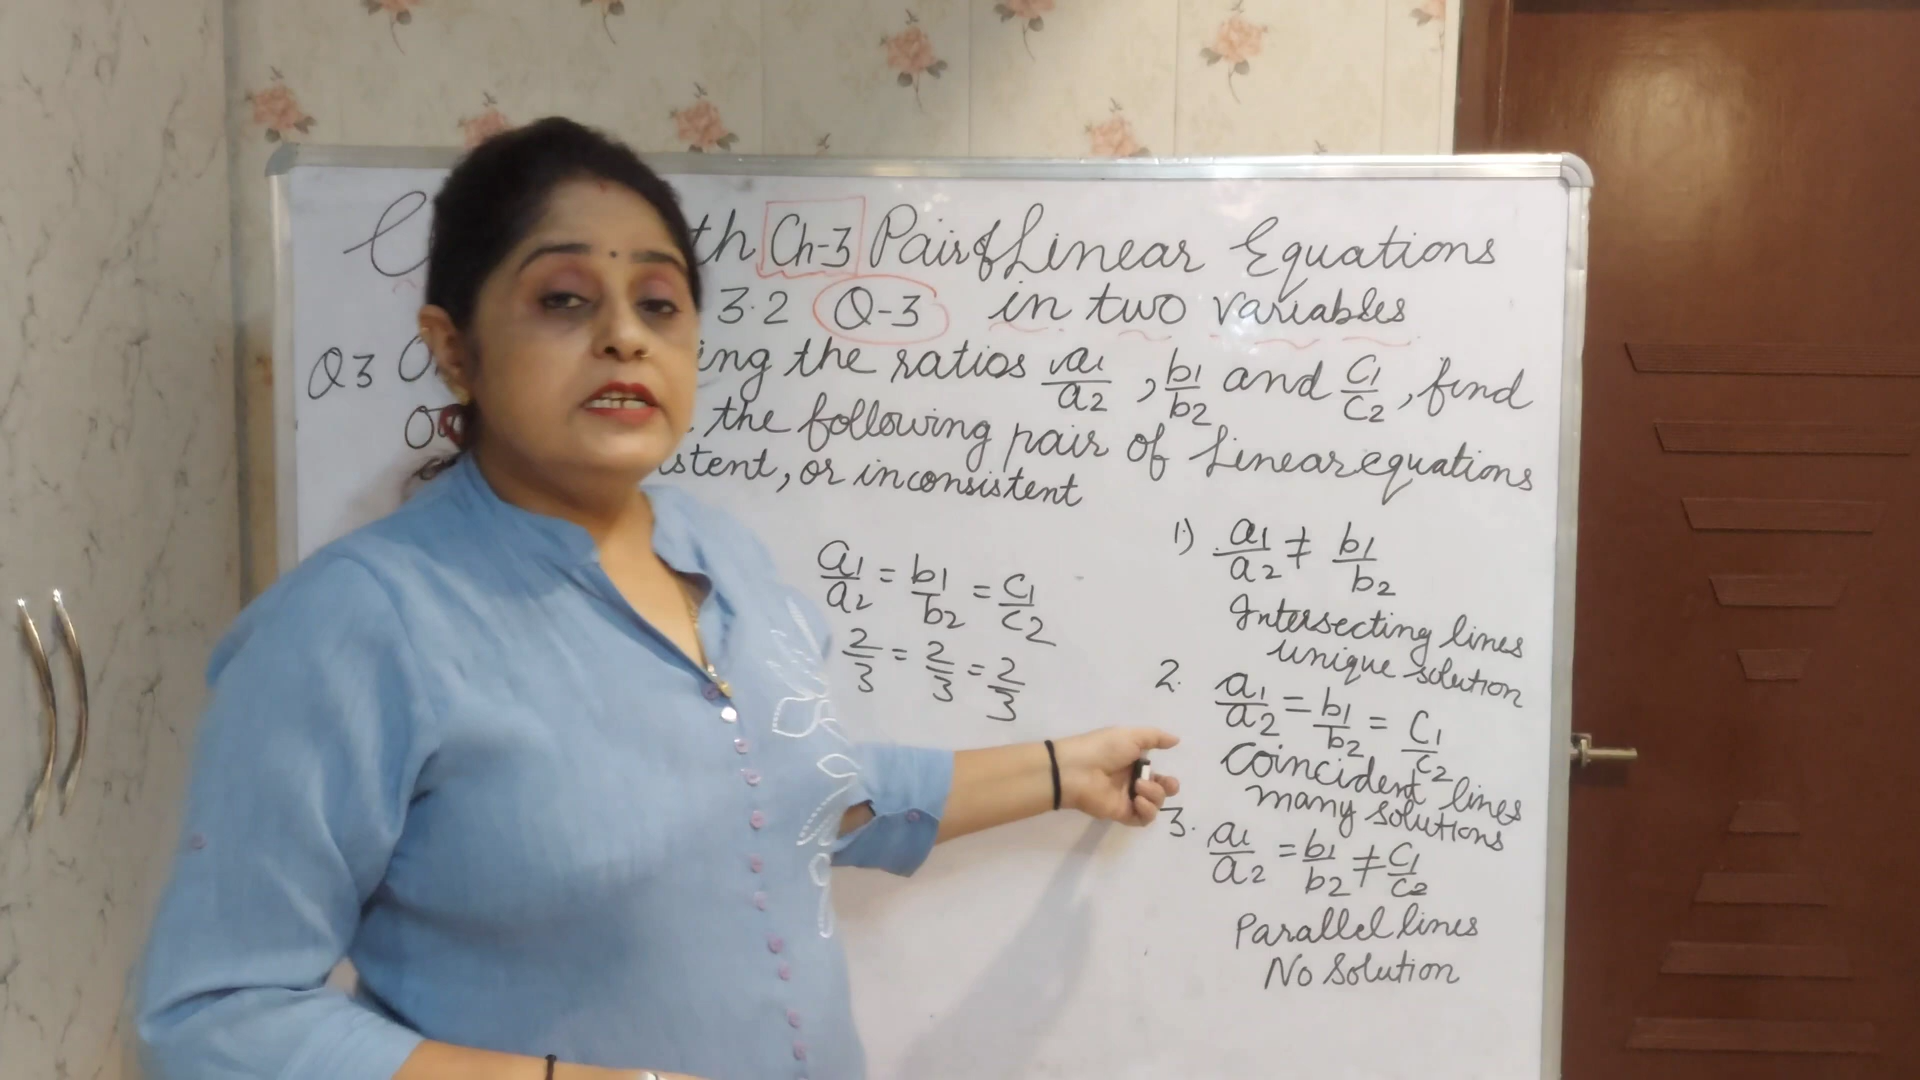 th Ch-3 Pair of Linear Equations
3.2 Q-3 in two variables
Q3 ing the ratios a1/a2, b1/b2 and c1/c2, find
the following pair of Linear equations
istent, or inconsistent
a1/a2 = b1/b2 = c1/c2
2/3 = 2/3 = 2/3
1) a1/a2 ≠ b1/b2
Intersecting lines
unique solution
2. a1/a2 = b1/b2 = C1/c2
Coincident lines
many solutions
3. a1/a2 = b1/b2 ≠ C1/c2
Parallel lines
No Solution